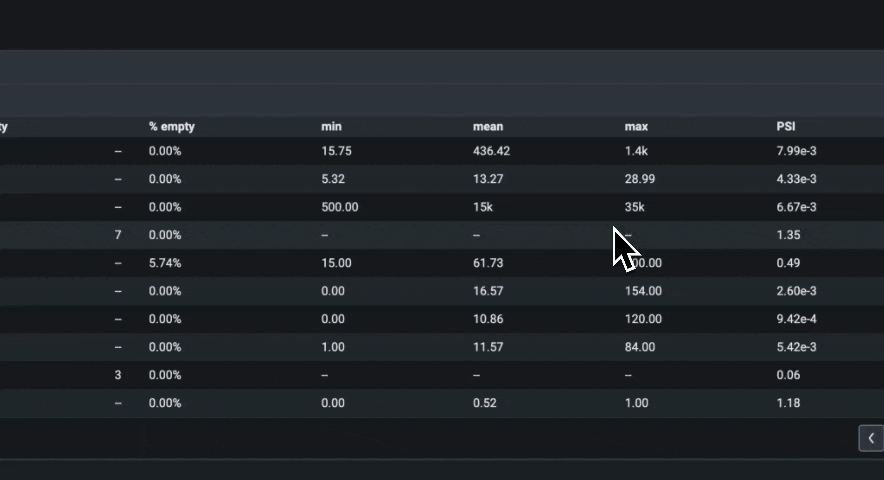 ty % empty min mean max PSI
– 0.00% 15.75 436.42 1.4k 7.99e-3
– 0.00% 5.32 13.27 28.99 4.33e-3
– 0.00% 500.00 15k 35k 6.67e-3
7 0.00% – – – 1.35
– 5.74% 15.00 61.73 00.00 0.49
– 0.00% 0.00 16.57 154.00 2.60e-3
– 0.00% 0.00 10.86 120.00 9.42e-4
– 0.00% 1.00 11.57 84.00 5.42e-3
3 0.00% – – – 0.06
– 0.00% 0.00 0.52 1.00 1.18